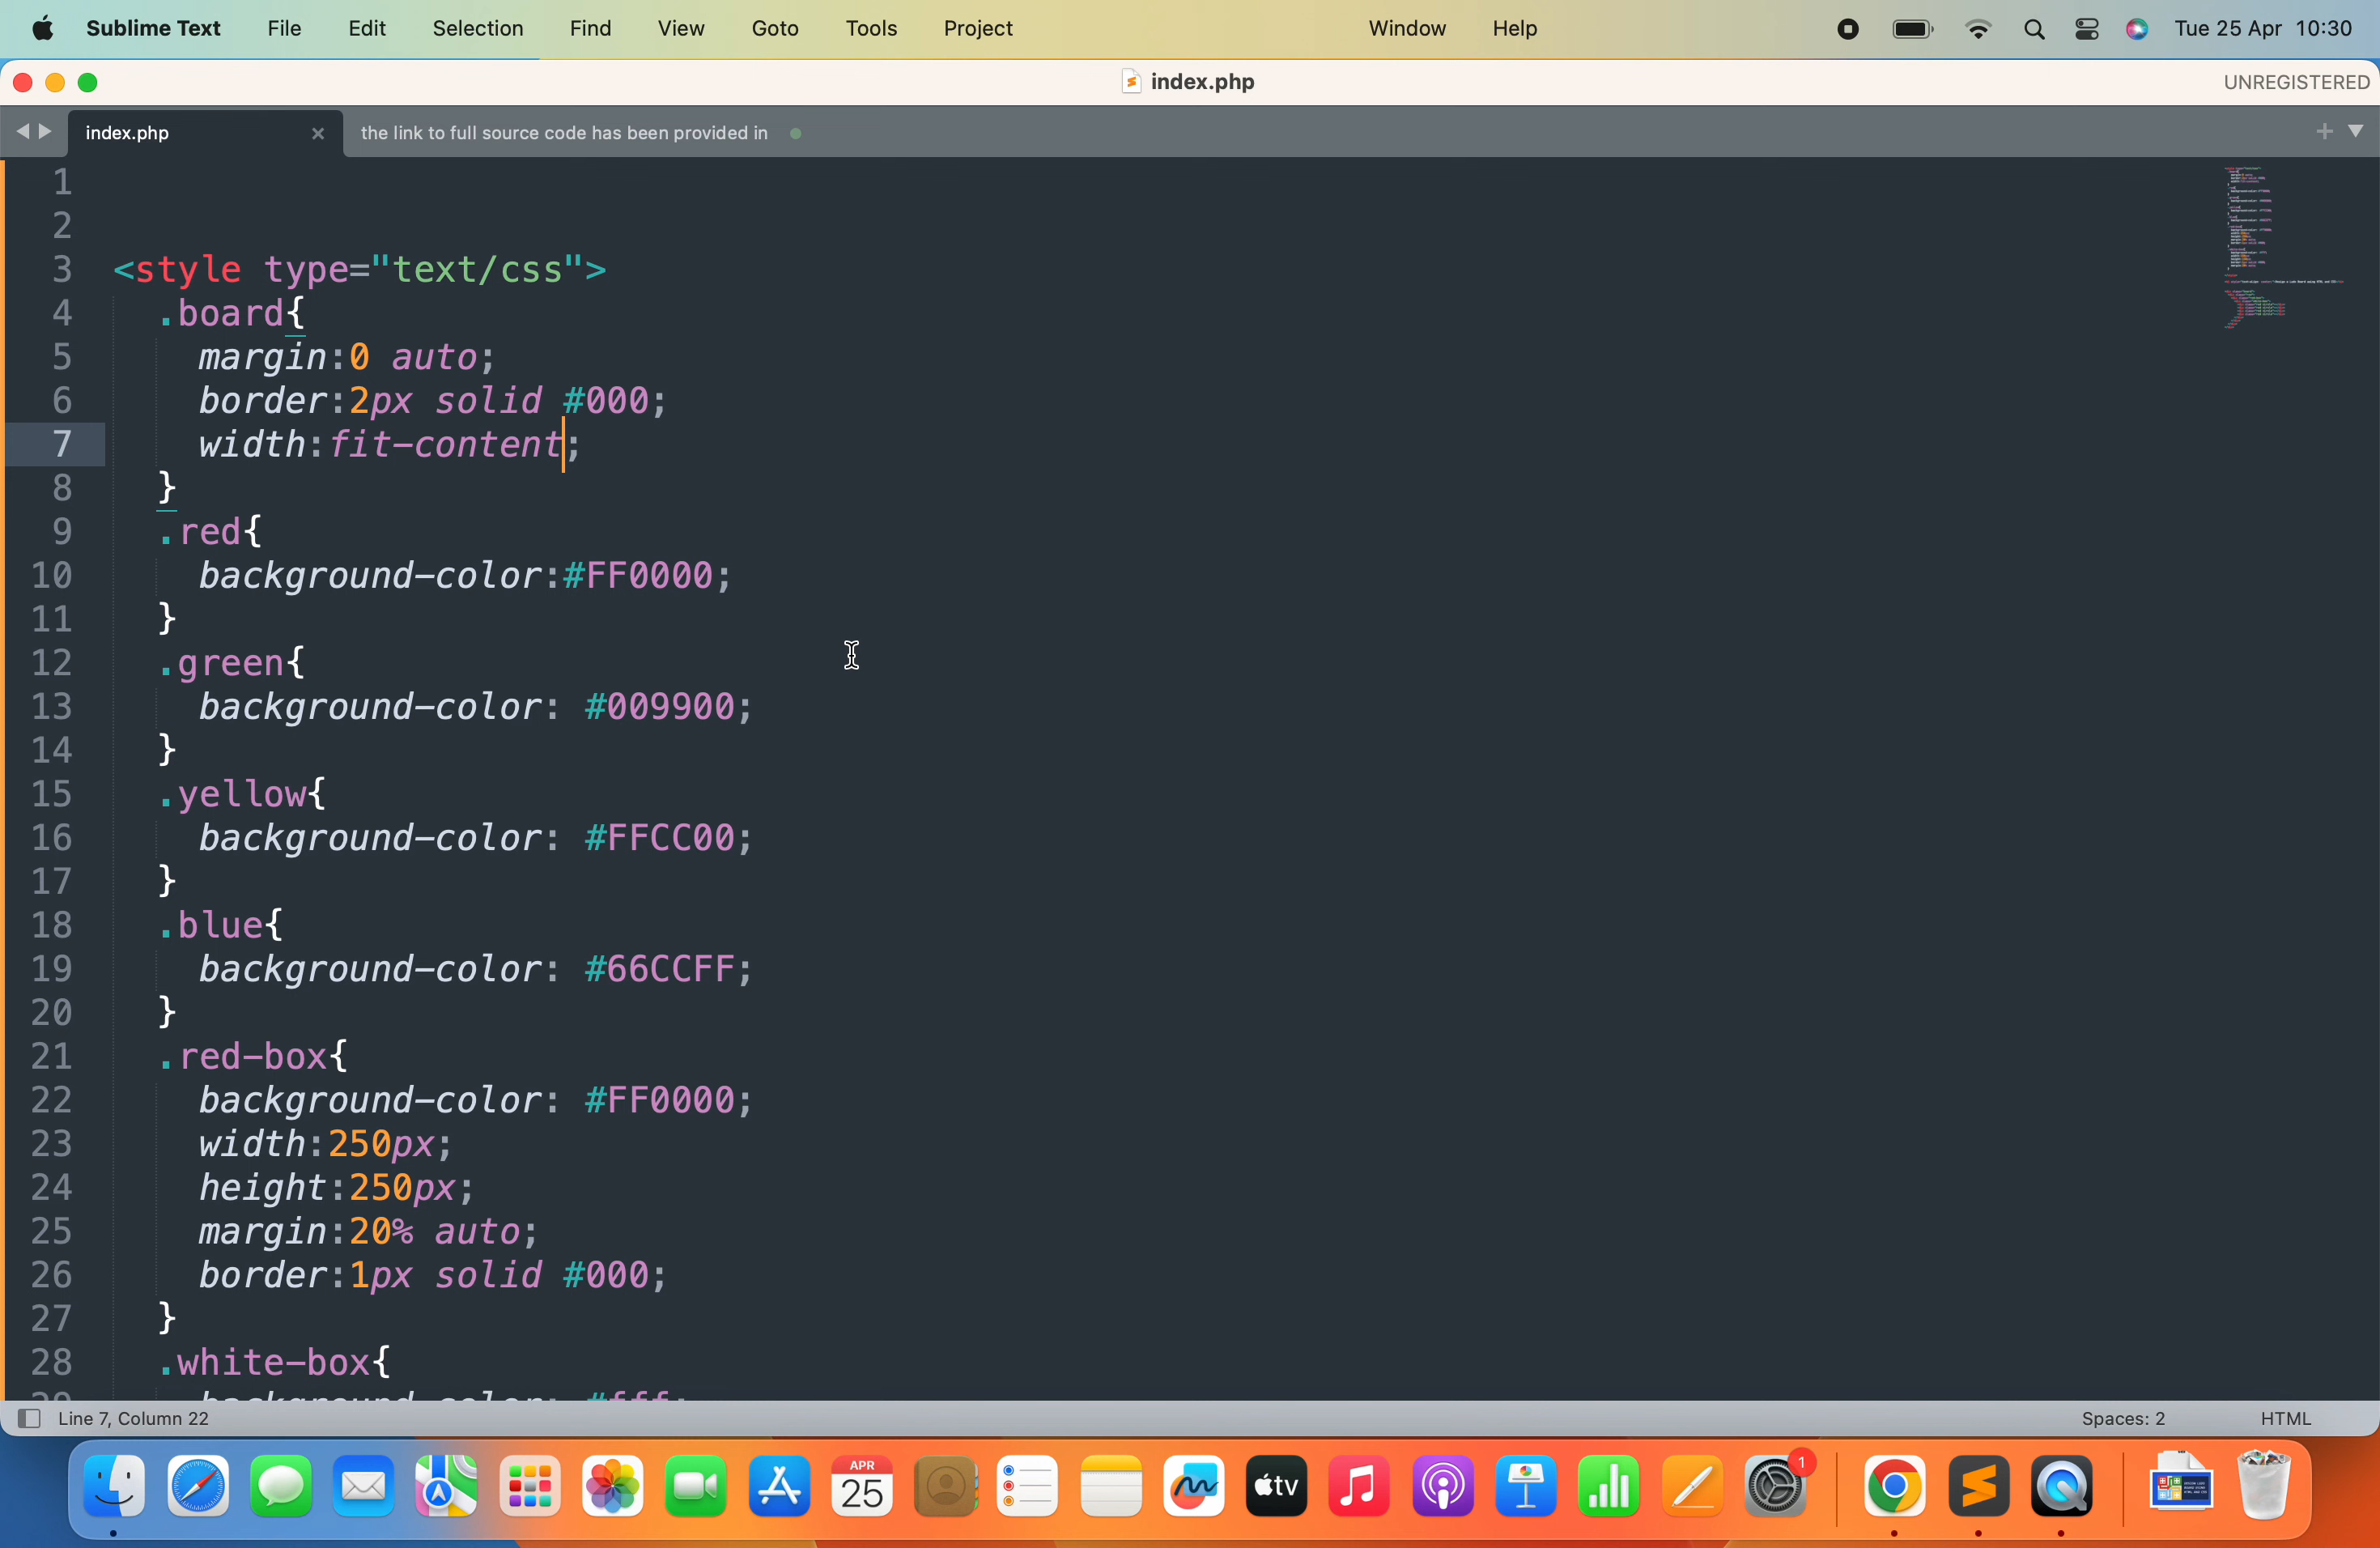 Sublime Text File Edit Selection Find View Goto Tools Project Window Help Tue 25 Apr 10:30
index.php UNREGISTERED
index.php the link to full source code has been provided in
1
2
3 <style type="text/css">
4 .board{
5 margin:0 auto;
6 border:2px solid #000;
7 width:fit-content;
8 }
9 .red{
10 background-color:#FF0000;
11 }
12 .green{
13 background-color: #009900;
14 }
15 .yellow{
16 background-color: #FFCC00;
17 }
18 .blue{
19 background-color: #66CCFF;
20 }
21 .red-box{
22 background-color: #FF0000;
23 width:250px;
24 height:250px;
25 margin:20% auto;
26 border:1px solid #000;
27 }
28 .white-box{
29 background-color: #fff;
Line 7, Column 22 Spaces: 2 HTML
APR
25
tv
1